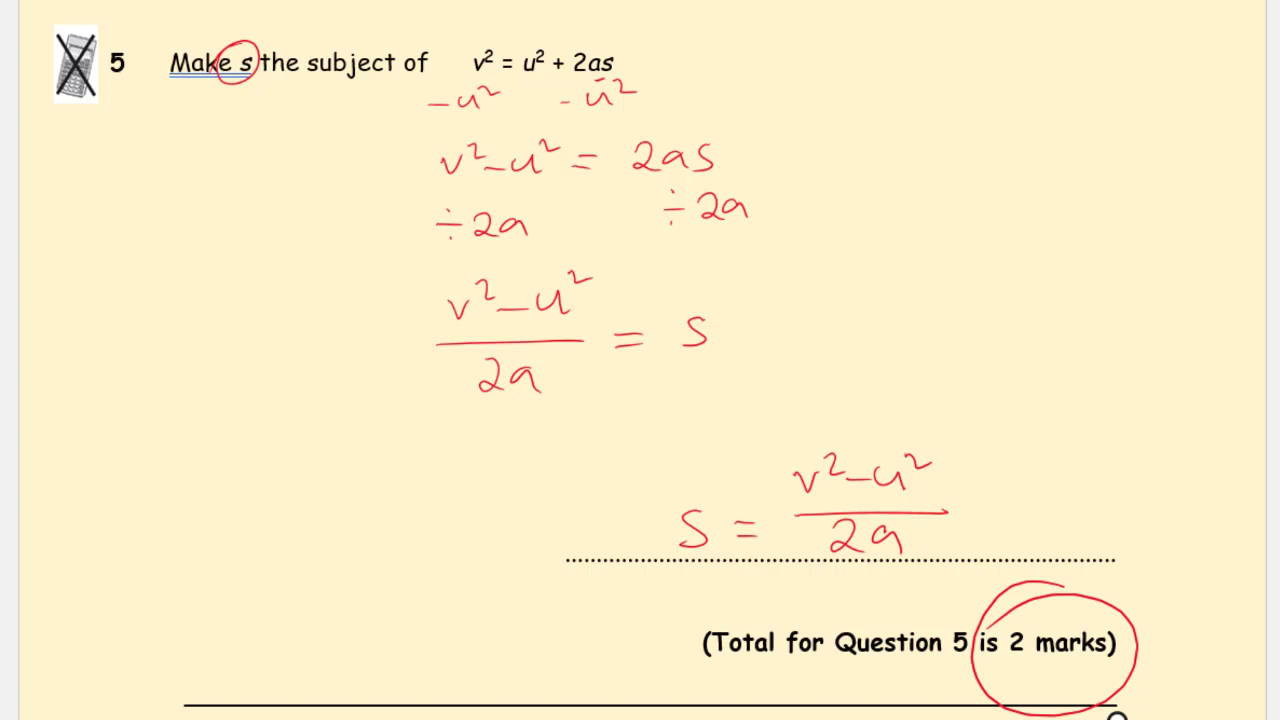 5 Make s the subject of v² = u² + 2as
-u² -u²
v²-u² = 2as
÷2a ÷2a
v²-u²
= s
2a
v²-u²
s =
2a
(Total for Question 5 is 2 marks)